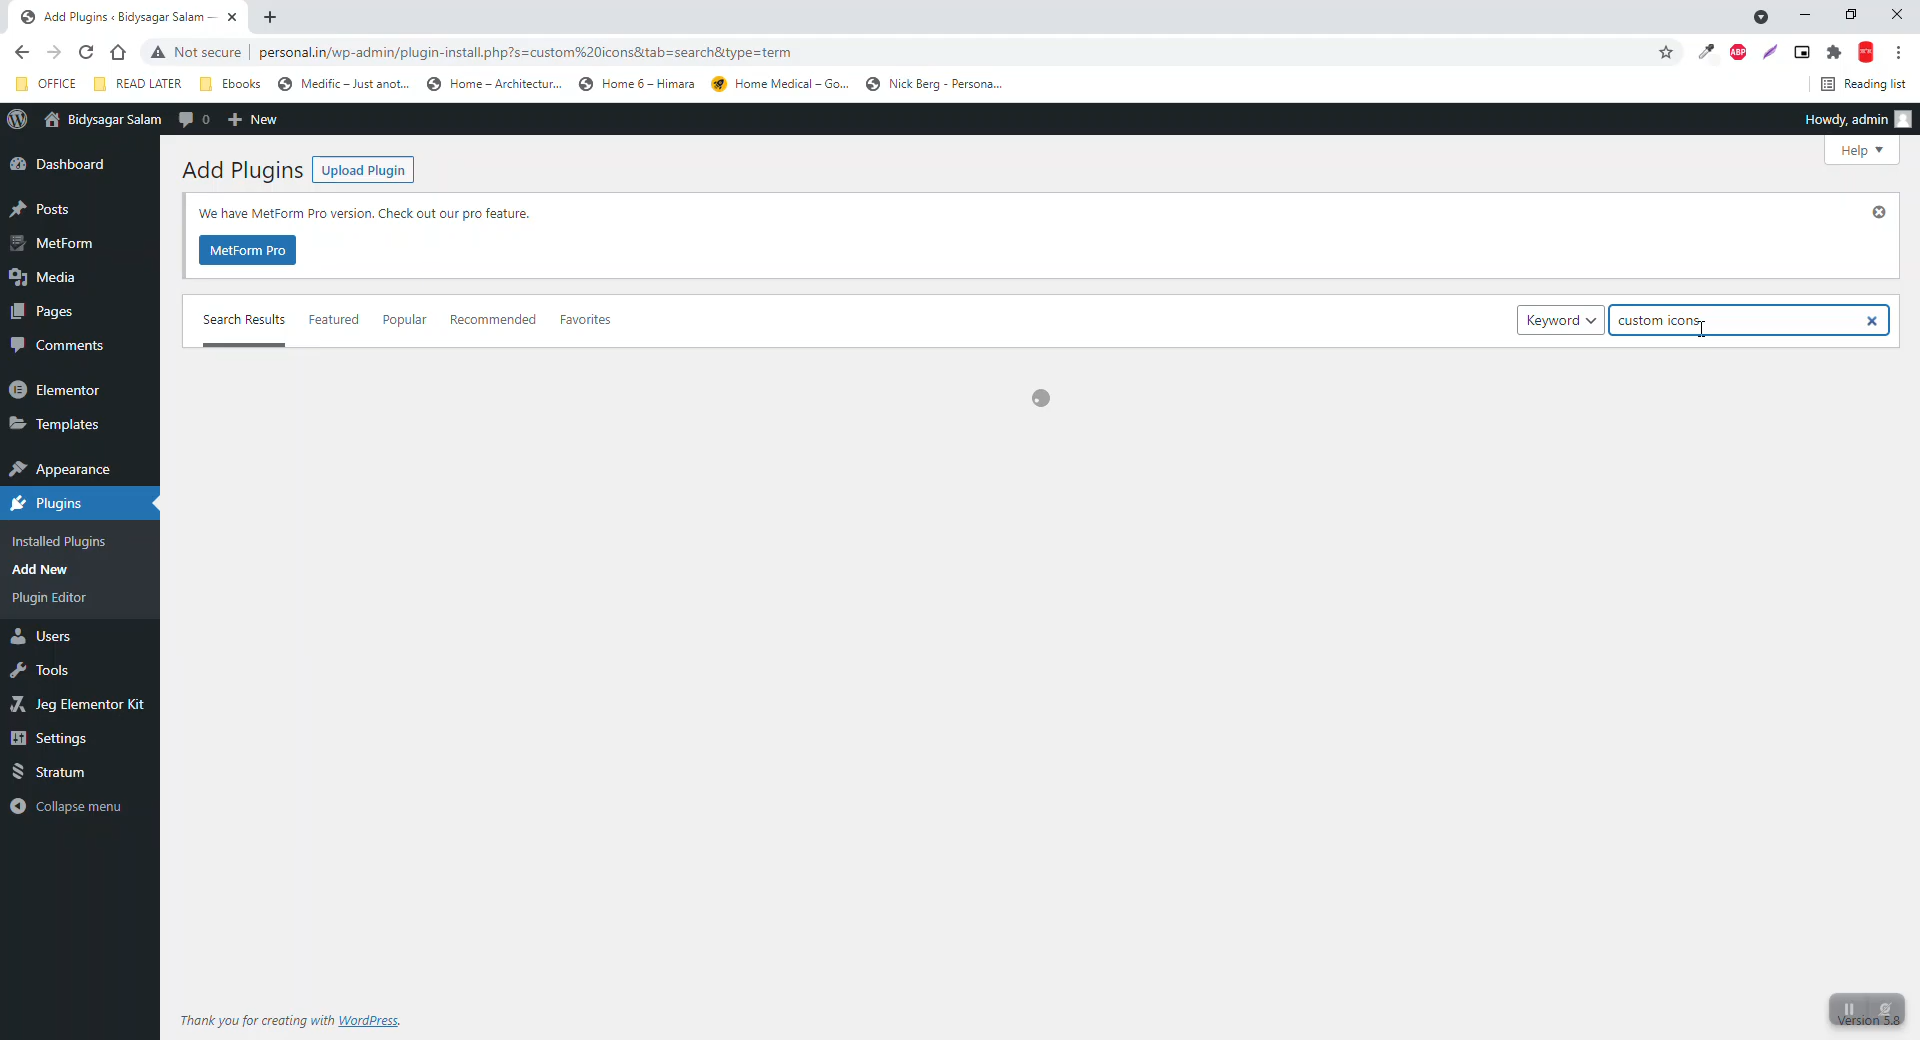 Add Plugins ‹ Bidysagar Salam —
Not secure personal.in/wp-admin/plugin-install.php?s=custom%20icons&tab=search&type=term
ABP
OFFICE READ LATER Ebooks Medific – Just anot... Home – Architectur... Home 6 – Himara Home Medical – Go... Nick Berg - Persona... Reading list
Bidysagar Salam 0 New Howdy, admin
Help
Dashboard
Posts
MetForm
Media
Pages
Comments
Elementor
Templates
Appearance
Plugins
Installed Plugins
Add New
Plugin Editor
Users
Tools
Jeg Elementor Kit
Settings
Stratum
Collapse menu
Add Plugins Upload Plugin
We have MetForm Pro version. Check out our pro feature.
MetForm Pro
Search Results Featured Popular Recommended Favorites Keyword custom icons
Thank you for creating with WordPress.
Version 5.8